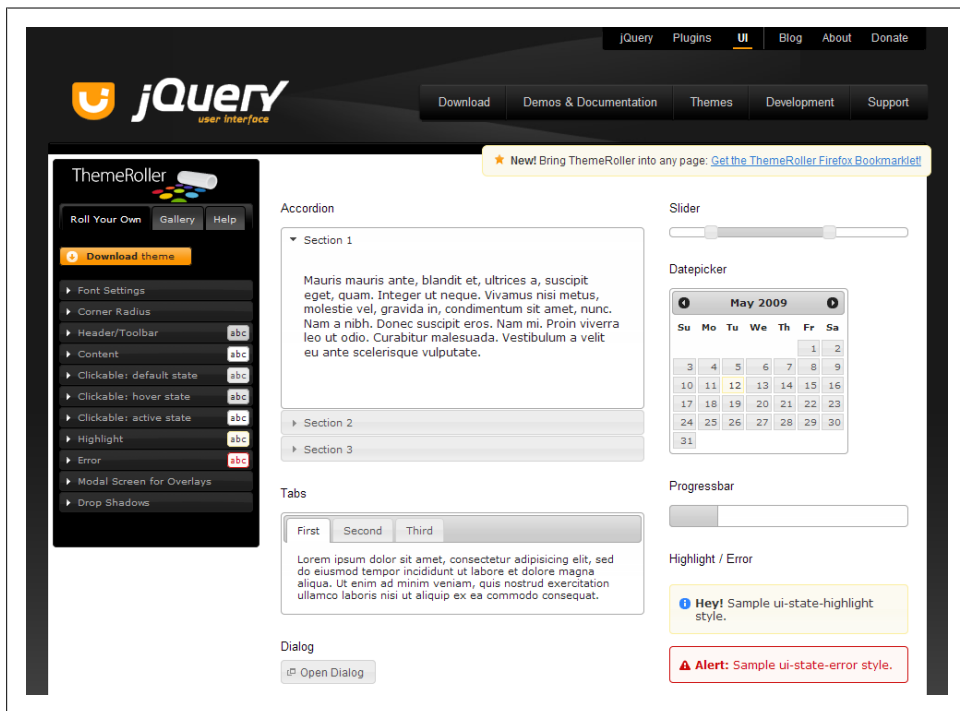 jQuery Plugins UI Blog About Donate
jQuery
user interface
Download Demos & Documentation Themes Development Support
New! Bring ThemeRoller into any page: Get the ThemeRoller Firefox Bookmarklet!
ThemeRoller
Roll Your Own Gallery Help
Download theme
Font Settings
Corner Radius
Header/Toolbar abc
Content abc
Clickable: default state abc
Clickable: hover state abc
Clickable: active state abc
Highlight abc
Error abc
Modal Screen for Overlays
Drop Shadows
Accordion
Section 1
Mauris mauris ante, blandit et, ultrices a, suscipit
eget, quam. Integer ut neque. Vivamus nisi metus,
molestie vel, gravida in, condimentum sit amet, nunc.
Nam a nibh. Donec suscipit eros. Nam mi. Proin viverra
leo ut odio. Curabitur malesuada. Vestibulum a velit
eu ante scelerisque vulputate.
Section 2
Section 3
Tabs
First Second Third
Lorem ipsum dolor sit amet, consectetur adipisicing elit, sed
do eiusmod tempor incididunt ut labore et dolore magna
aliqua. Ut enim ad minim veniam, quis nostrud exercitation
ullamco laboris nisi ut aliquip ex ea commodo consequat.
Dialog
Open Dialog
Slider
Datepicker
May 2009
Su Mo Tu We Th Fr Sa
1 2
3 4 5 6 7 8 9
10 11 12 13 14 15 16
17 18 19 20 21 22 23
24 25 26 27 28 29 30
31
Progressbar
Highlight / Error
Hey! Sample ui-state-highlight
style.
Alert: Sample ui-state-error style.